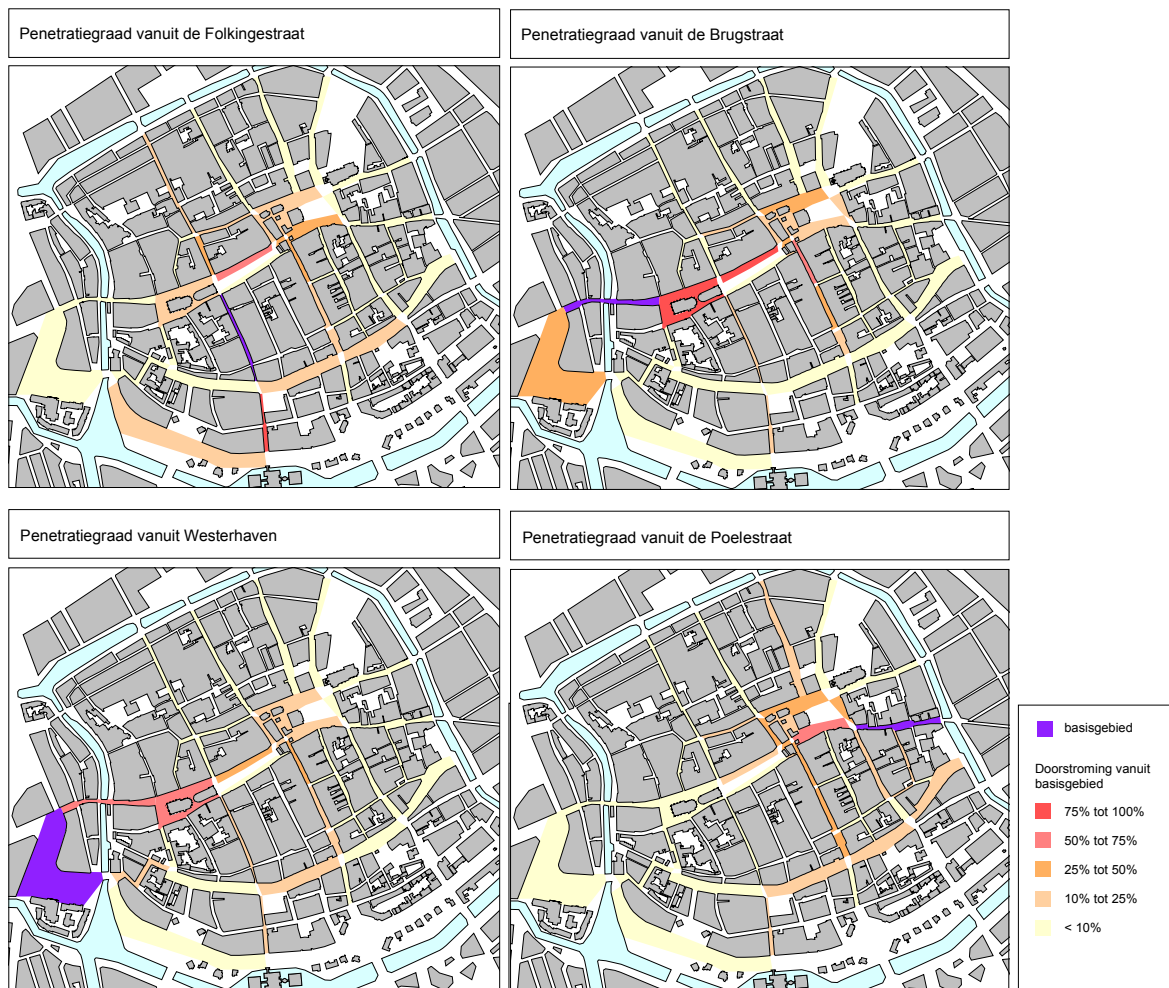 Penetratiegraad vanuit de Folkingestraat
Penetratiegraad vanuit de Brugstraat
Penetratiegraad vanuit Westerhaven
Penetratiegraad vanuit de Poelestraat
basisgebied
Doorstroming vanuit
basisgebied
75% tot 100%
50% tot 75%
25% tot 50%
10% tot 25%
< 10%